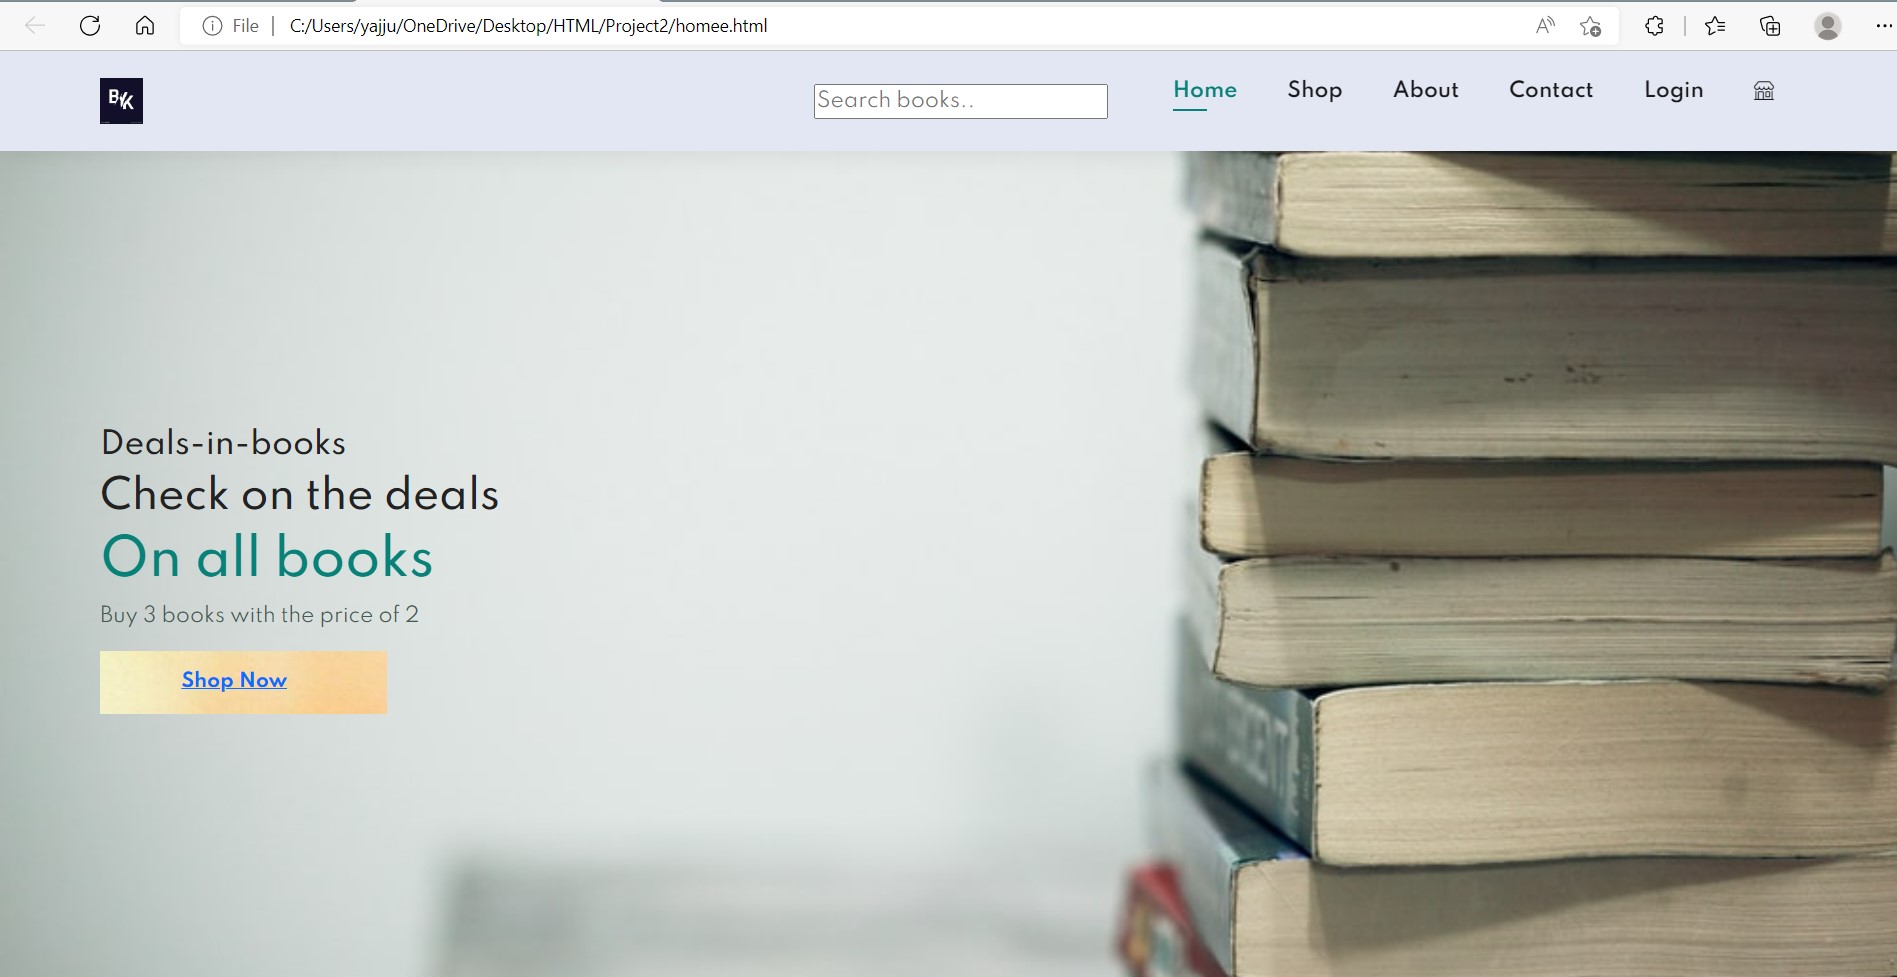 File
C:/Users/yajju/OneDrive/Desktop/HTML/Project2/homee.html
BYK
Search books..
Home
Shop
About
Contact
Login
Deals-in-books
Check on the deals
On all books
Buy 3 books with the price of 2
Shop Now